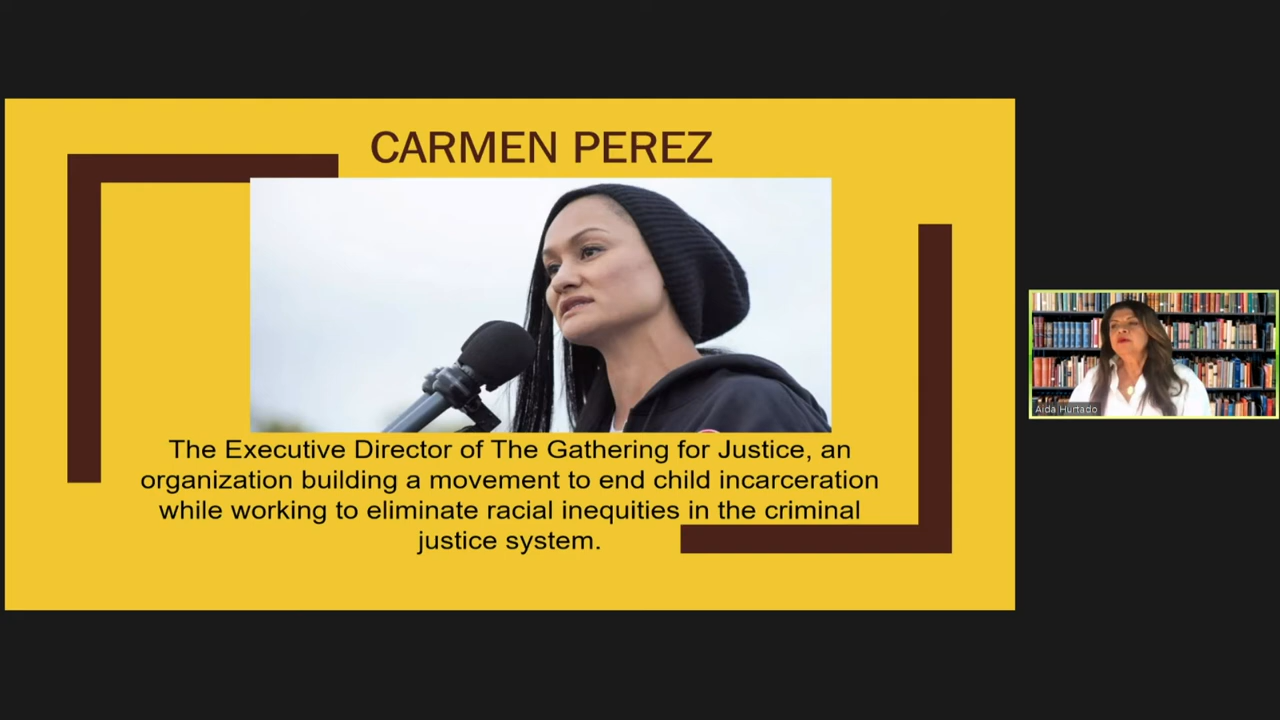 CARMEN PEREZ
The Executive Director of The Gathering for Justice, an
organization building a movement to end child incarceration
while working to eliminate racial inequities in the criminal
justice system.
Aida Hurtado